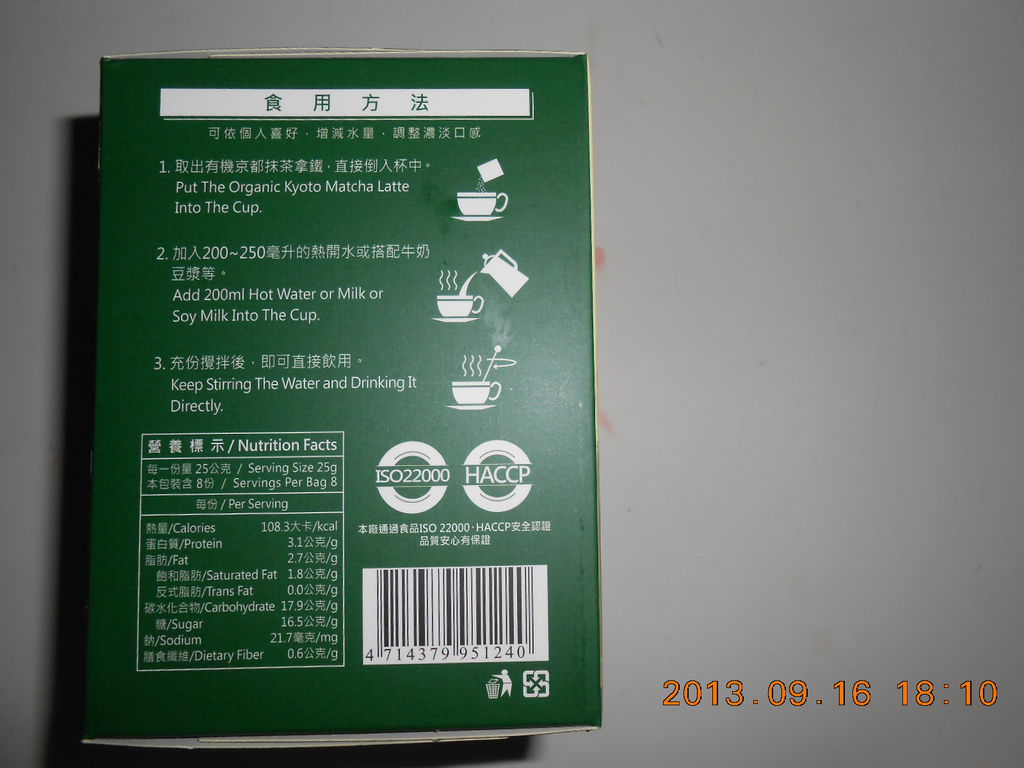 食用方法
可依個人喜好，增減水量，調整濃淡口感
1. 取出有機京都抹茶拿鐵，直接倒入杯中。
Put The Organic Kyoto Matcha Latte
Into The Cup.
2. 加入200~250毫升的熱開水或搭配牛奶
豆漿等。
Add 200ml Hot Water or Milk or
Soy Milk Into The Cup.
3. 充份攪拌後，即可直接飲用。
Keep Stirring The Water and Drinking It
Directly.
營養標示/Nutrition Facts
每一份量 25公克 / Serving Size 25g
本包裝含 8份 / Servings Per Bag 8
每份 / Per Serving
熱量/Calories 108.3大卡/kcal
蛋白質/Protein 3.1公克/g
脂肪/Fat 2.7公克/g
飽和脂肪/Saturated Fat 1.8公克/g
反式脂肪/Trans Fat 0.0公克/g
碳水化合物/Carbohydrate 17.9公克/g
糖/Sugar 16.5公克/g
鈉/Sodium 21.7毫克/mg
膳食纖維/Dietary Fiber 0.6公克/g
ISO22000 HACCP
本廠通過食品ISO 22000、HACCP安全認證
品質安心有保證
4 714379 951240
2013.09.16 18:10